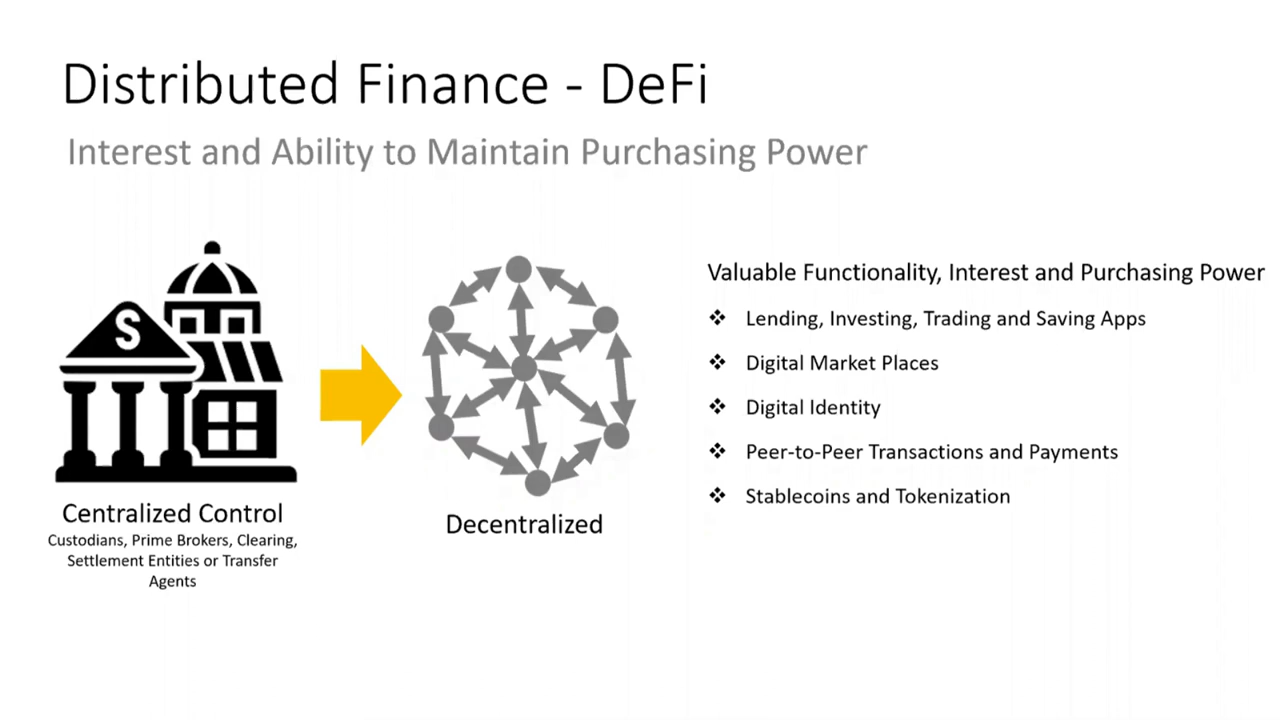 Distributed Finance - DeFi
Interest and Ability to Maintain Purchasing Power
$
Centralized Control
Custodians, Prime Brokers, Clearing,
Settlement Entities or Transfer
Agents
Decentralized
Valuable Functionality, Interest and Purchasing Power
❖ Lending, Investing, Trading and Saving Apps
❖ Digital Market Places
❖ Digital Identity
❖ Peer-to-Peer Transactions and Payments
❖ Stablecoins and Tokenization